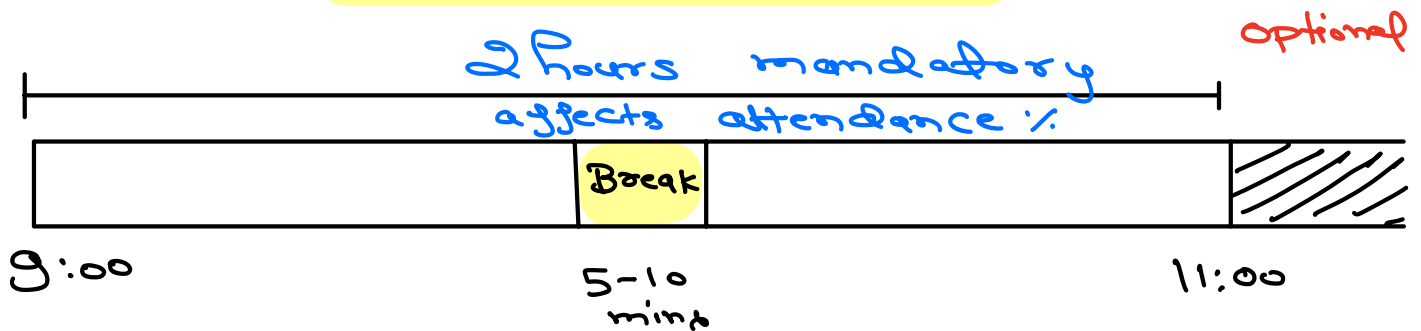 optional
2 hours mandatory
affects attendance %
Break
9:00
5-10
mins
11:00